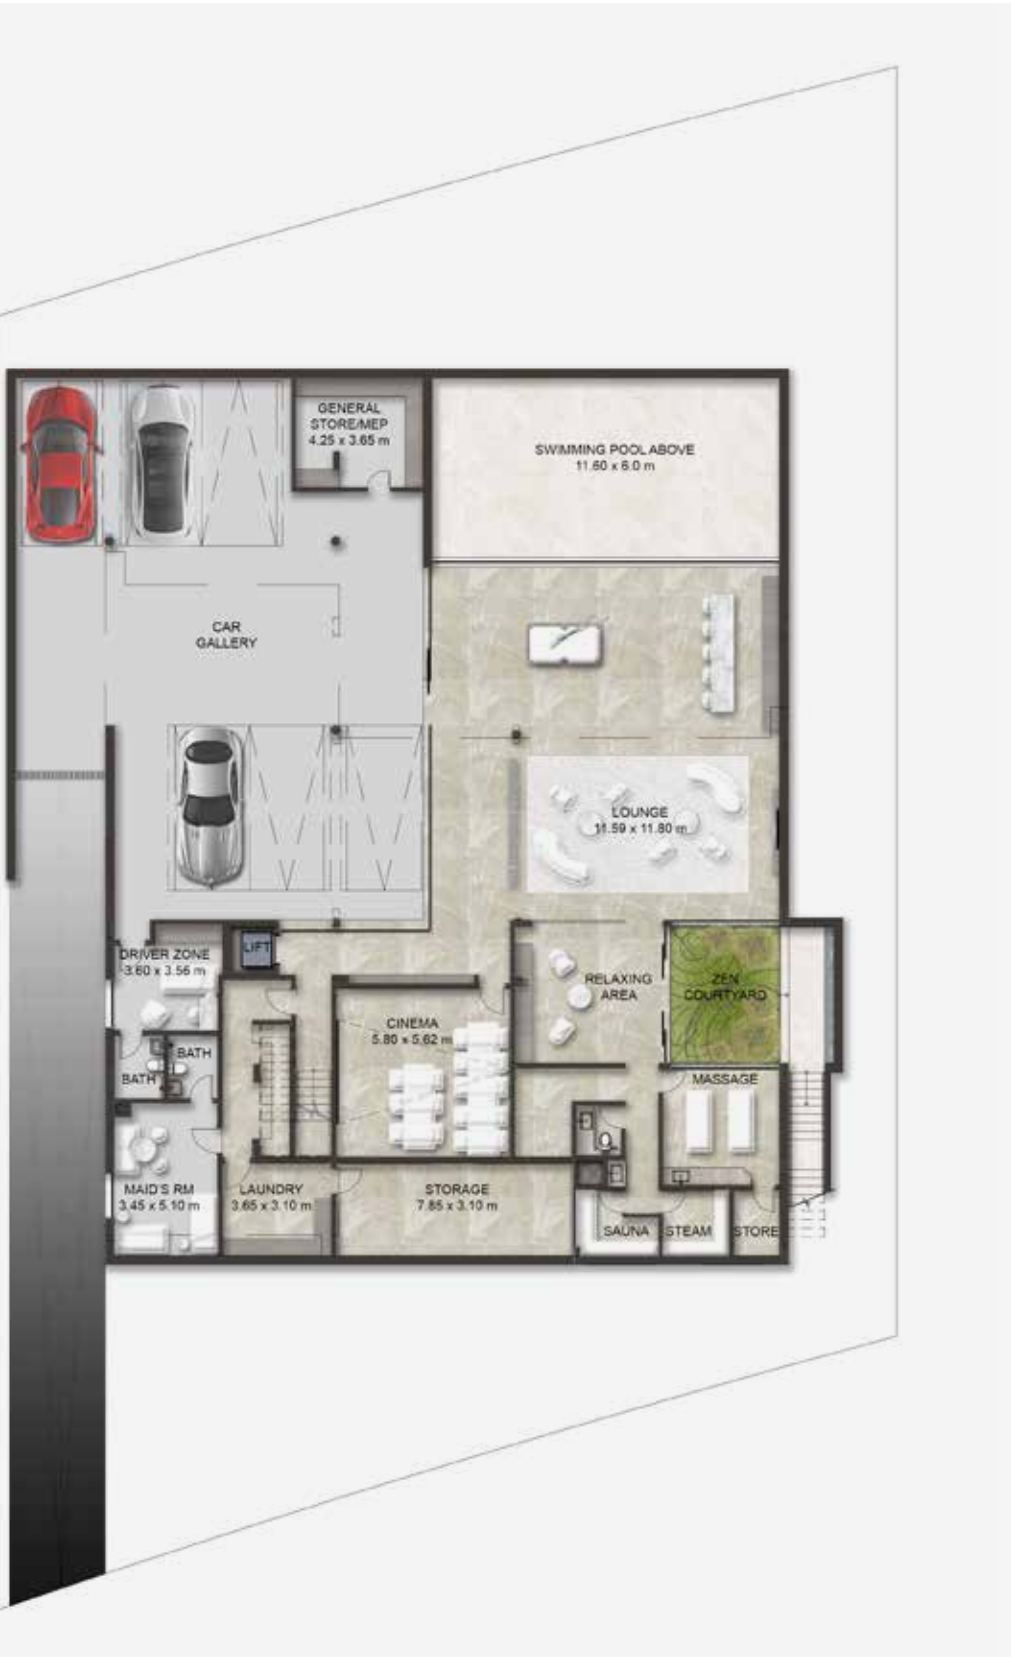 GENERAL
STORE/MEP
4.25 x 3.65 m
SWIMMING POOL ABOVE
11.60 x 6.0 m
CAR
GALLERY
LOUNGE
11.59 x 11.80 m
DRIVER ZONE
3.60 x 3.56 m
LIFT
RELAXING
AREA
ZEN
COURTYARD
CINEMA
5.80 x 5.62 m
BATH
BATH
MASSAGE
MAID'S RM
3.45 x 5.10 m
LAUNDRY
3.65 x 3.10 m
STORAGE
7.85 x 3.10 m
SAUNA
STEAM
STORE